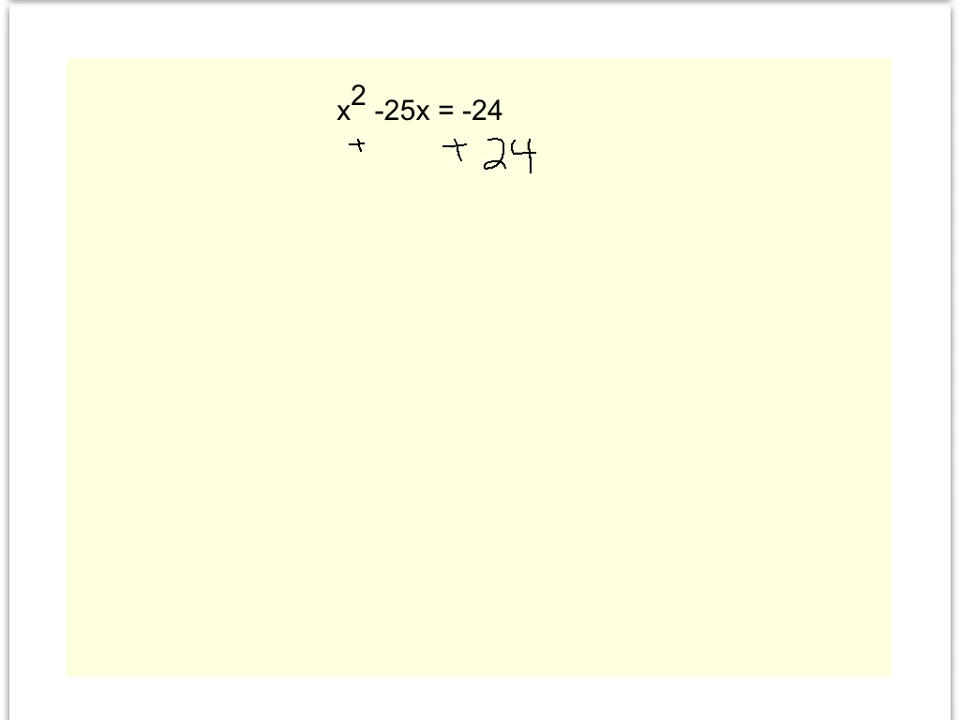 x² -25x = -24
+ + 24